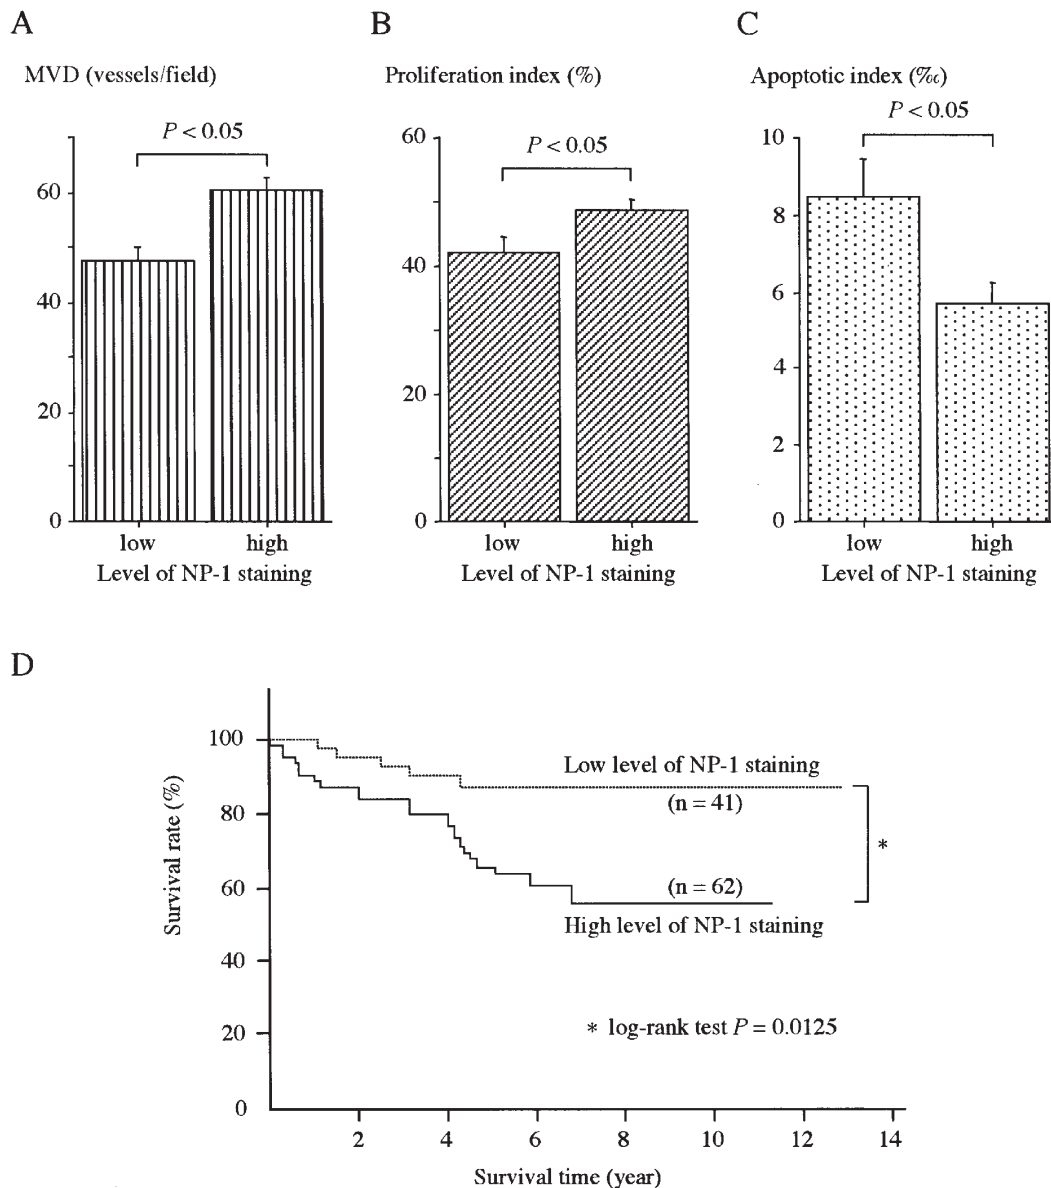 A
MVD (vessels/field)
P < 0.05
60
40
20
0
low high
Level of NP-1 staining
B
Proliferation index (%)
P < 0.05
60
40
20
0
low high
Level of NP-1 staining
C
Apoptotic index (‰)
P < 0.05
10
8
6
4
2
0
low high
Level of NP-1 staining
D
Survival rate (%)
100
80
60
40
20
0
Low level of NP-1 staining
(n = 41)
*
(n = 62)
High level of NP-1 staining
* log-rank test P = 0.0125
2 4 6 8 10 12 14
Survival time (year)